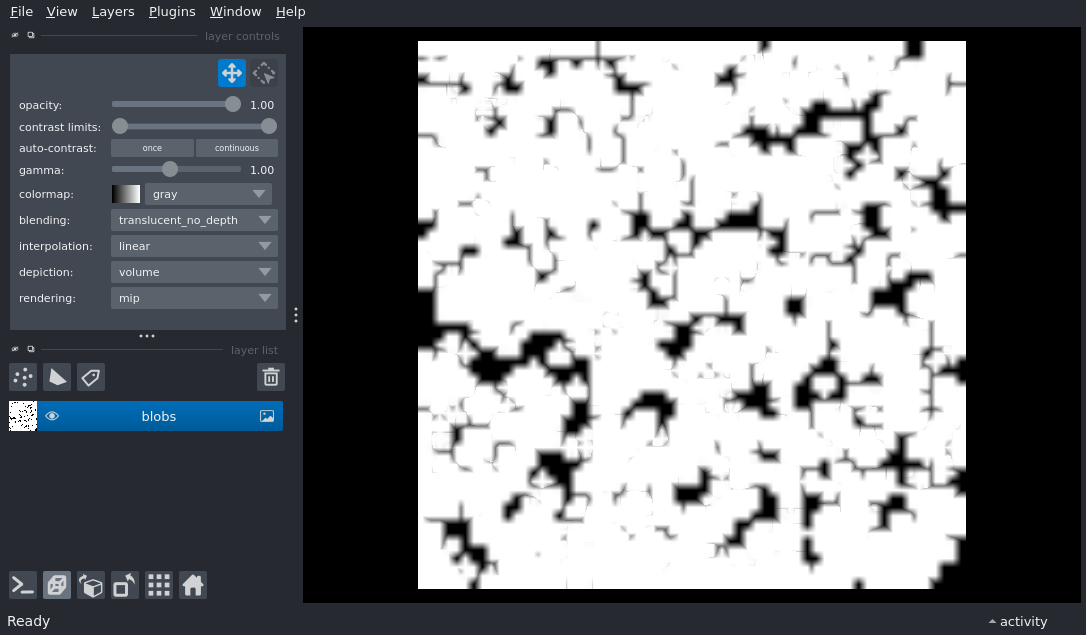 File View Layers Plugins Window Help
layer controls
opacity: 1.00
contrast limits:
auto-contrast: once continuous
gamma: 1.00
colormap: gray
blending: translucent_no_depth
interpolation: linear
depiction: volume
rendering: mip
layer list
blobs
Ready
activity